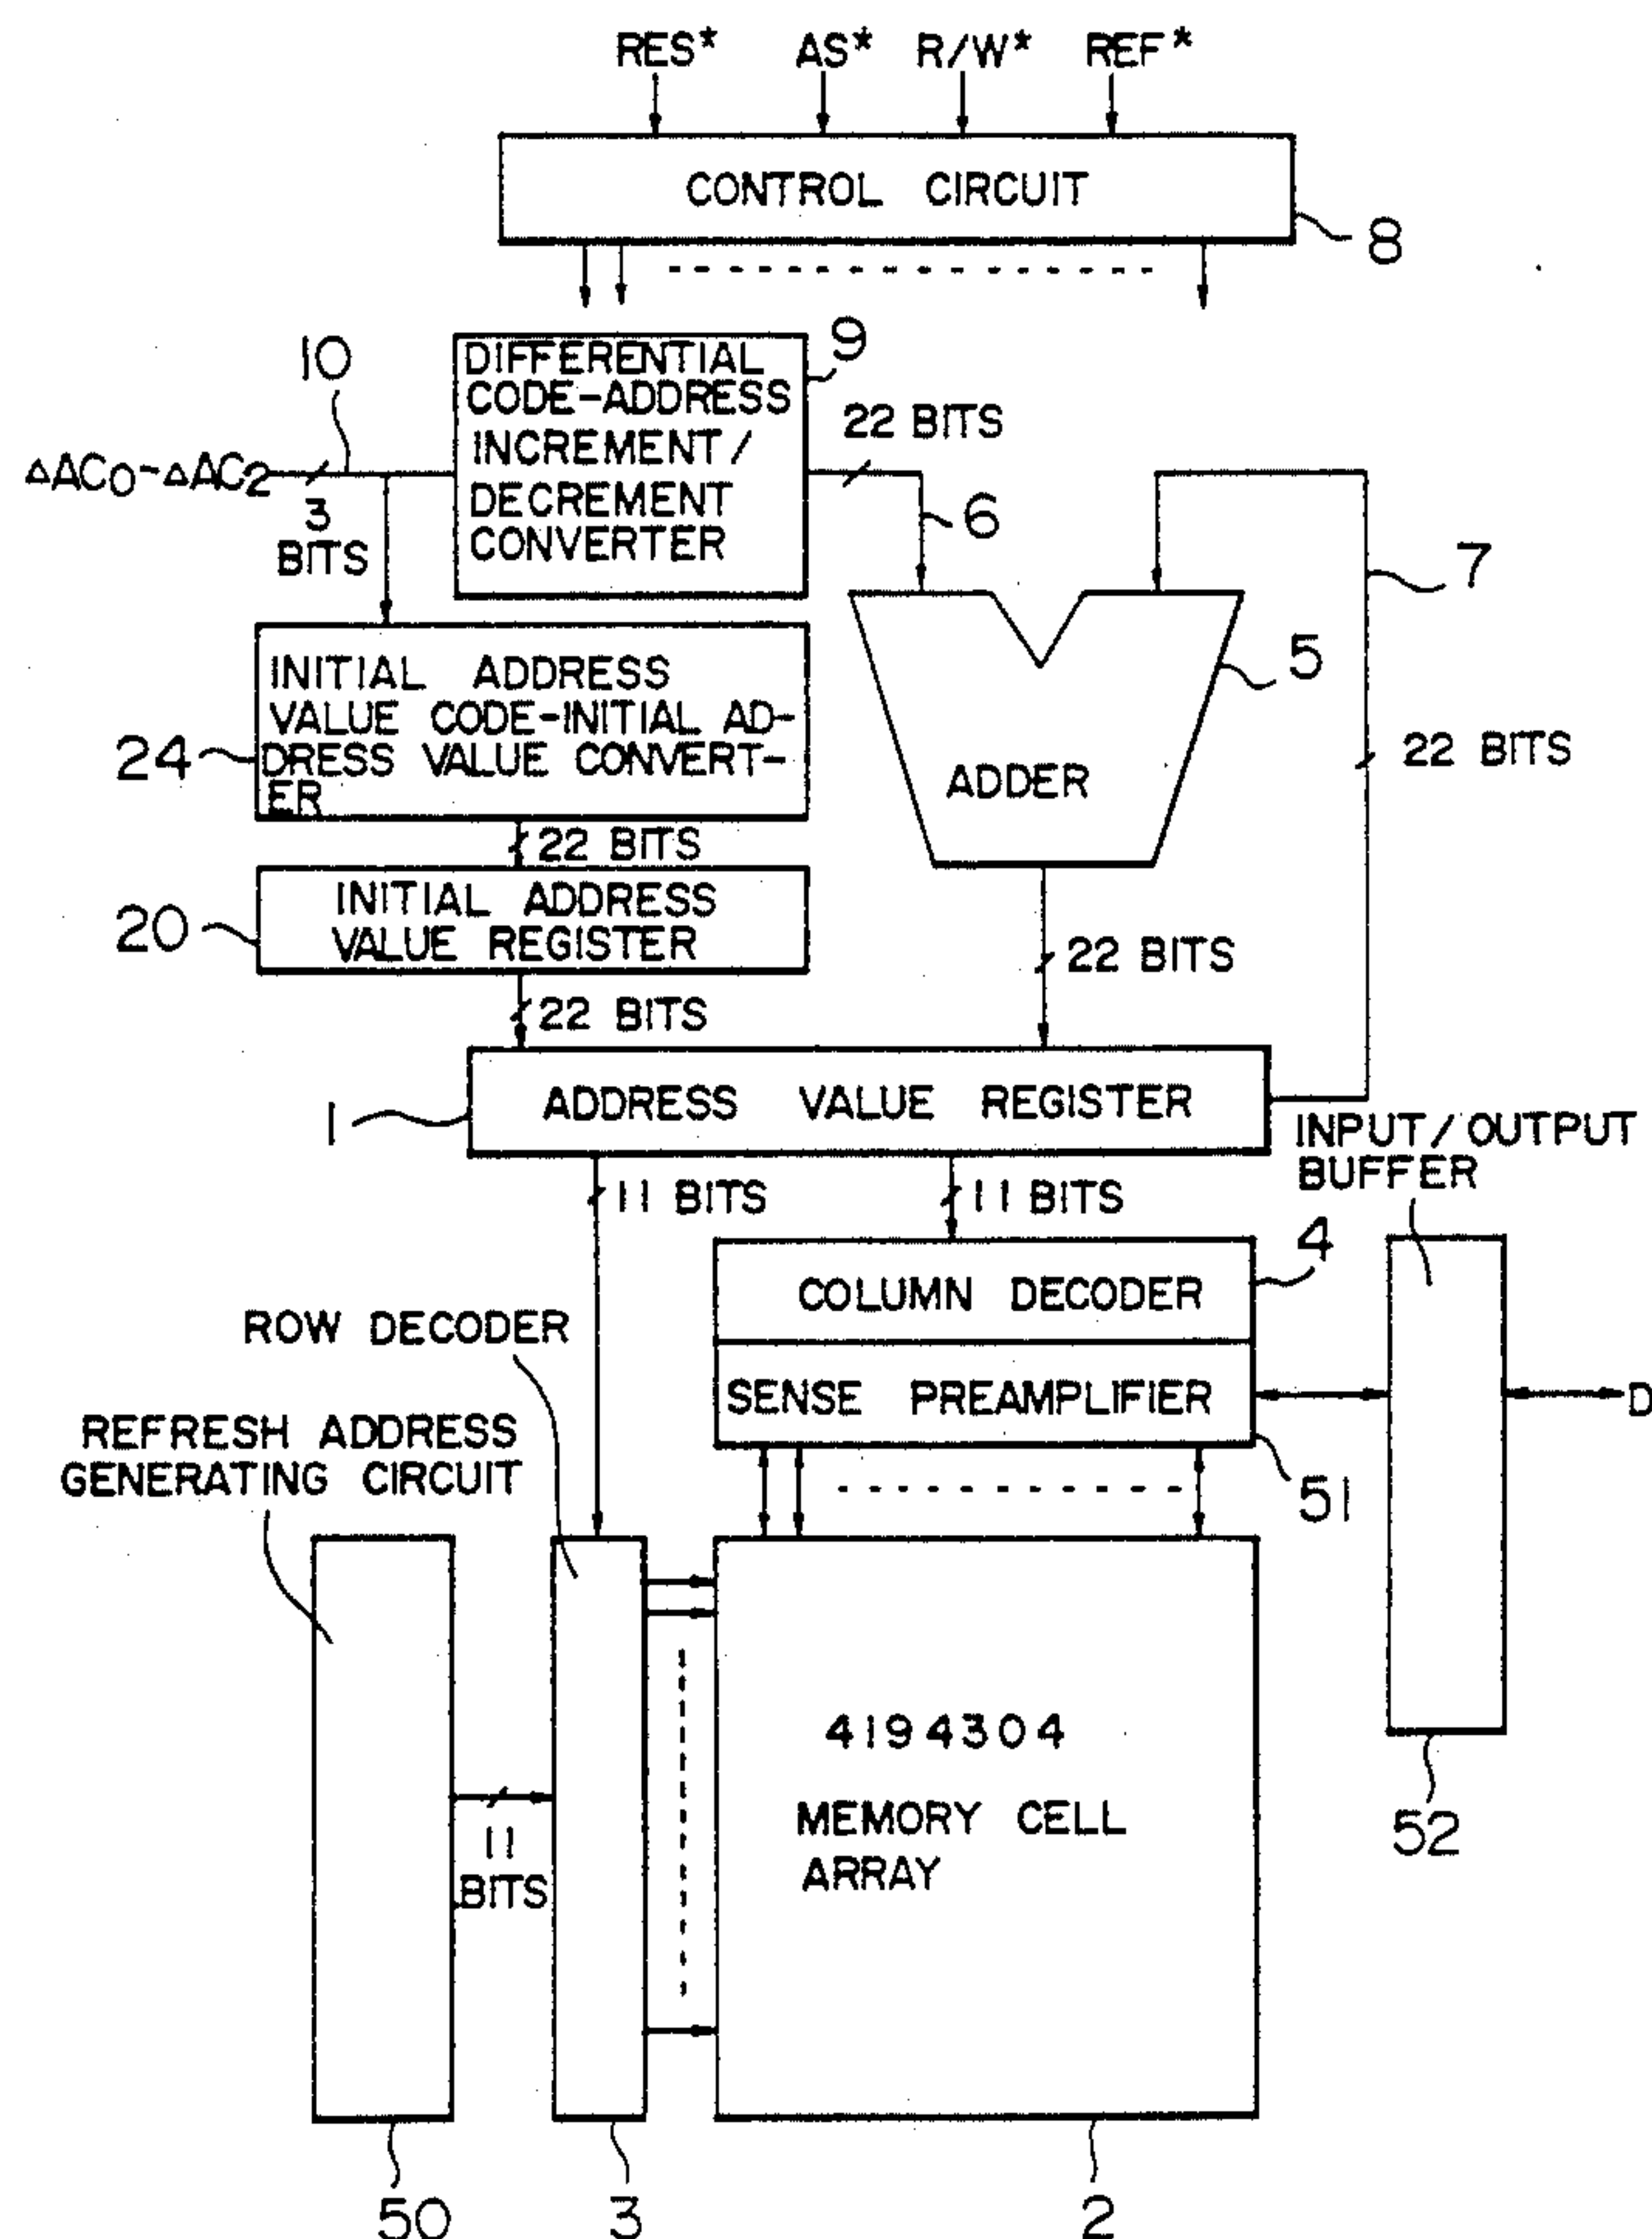 RES* AS* R/W* REF*
CONTROL CIRCUIT
8
10
DIFFERENTIAL
CODE-ADDRESS
INCREMENT/
DECREMENT
CONVERTER
9
22 BITS
ΔAC0-ΔAC2
3
BITS
6
7
INITIAL ADDRESS
VALUE CODE-INITIAL AD-
DRESS VALUE CONVERT-
ER
24
ADDER
5
22 BITS
22 BITS
INITIAL ADDRESS
VALUE REGISTER
20
22 BITS
22 BITS
ADDRESS VALUE REGISTER
1
INPUT/OUTPUT
BUFFER
11 BITS
11 BITS
COLUMN DECODER
4
ROW DECODER
SENSE PREAMPLIFIER
D
REFRESH ADDRESS
GENERATING CIRCUIT
51
4194304
MEMORY CELL
ARRAY
11
BITS
52
50
3
2